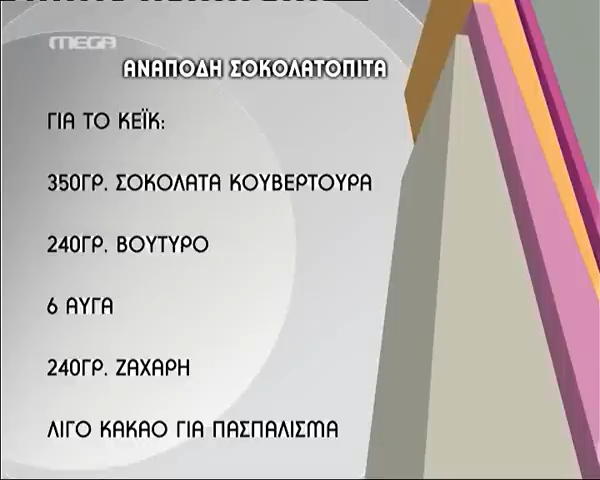 MEGA
ΑΝΑΠΟΔΗ ΣΟΚΟΛΑΤΟΠΙΤΑ
ΓΙΑ ΤΟ ΚΕΪΚ:
350ΓΡ. ΣΟΚΟΛΑΤΑ ΚΟΥΒΕΡΤΟΥΡΑ
240ΓΡ. ΒΟΥΤΥΡΟ
6 ΑΥΓΑ
240ΓΡ. ΖΑΧΑΡΗ
ΛΙΓΟ ΚΑΚΑΟ ΓΙΑ ΠΑΣΠΑΛΙΣΜΑ